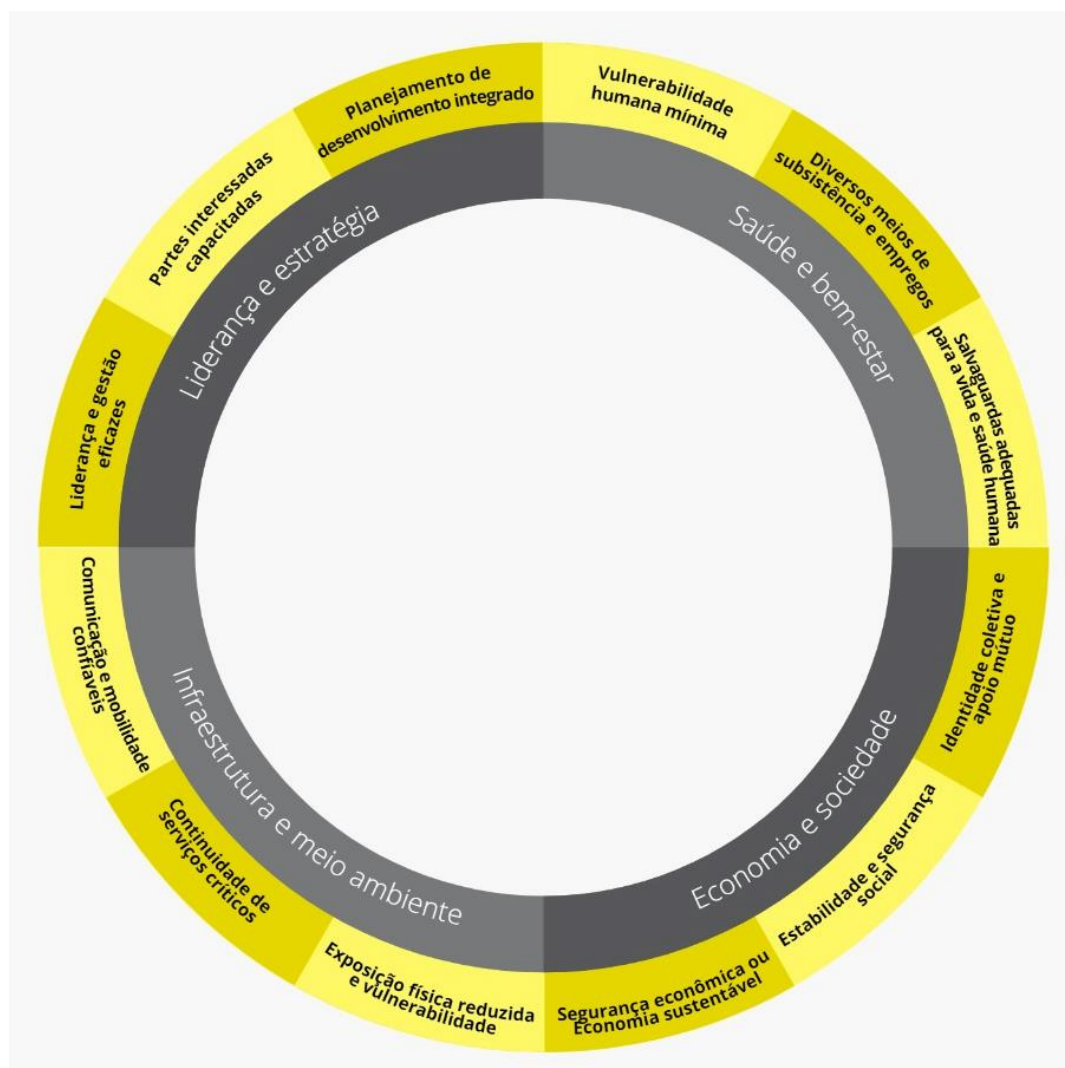 Planejamento de
desenvolvimento integrado
Vulnerabilidade
humana mínima
Diversos meios de
subsistência e empregos
Salvaguardas adequadas
para a vida e saúde humana
Identidade coletiva e
apoio mútuo
Estabilidade e segurança
social
Segurança econômica ou
Economia sustentável
Exposição física reduzida
e vulnerabilidade
Continuidade de
serviços críticos
Comunicação e mobilidade
confiaveis
Liderança e gestão
eficazes
Partes interessadas
capacitadas
Liderança e estratégia
Saúde e bem-estar
Economia e sociedade
Infraestrutura e meio ambiente